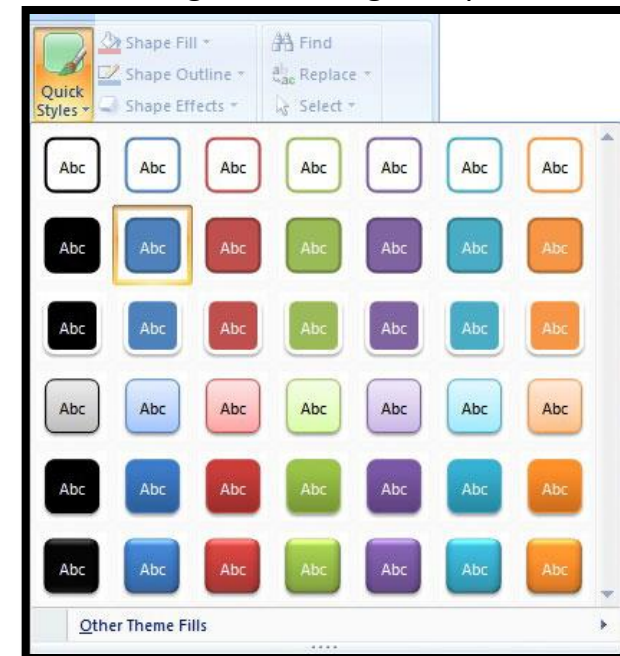 Shape Fill
Find
Shape Outline
Replace
Quick
Styles
Shape Effects
Select
Abc Abc Abc Abc Abc Abc Abc
Abc Abc Abc Abc Abc Abc Abc
Abc Abc Abc Abc Abc Abc Abc
Abc Abc Abc Abc Abc Abc Abc
Abc Abc Abc Abc Abc Abc Abc
Abc Abc Abc Abc Abc Abc Abc
Other Theme Fills